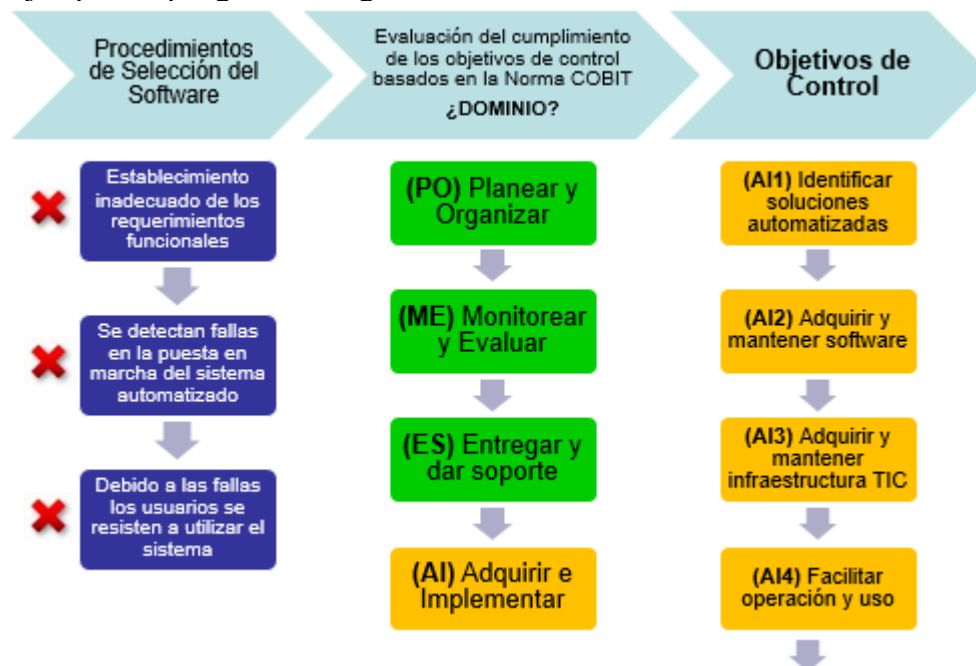 Procedimientos
de Selección del
Software
Evaluación del cumplimiento
de los objetivos de control
basados en la Norma COBIT
¿DOMINIO?
Objetivos de
Control
Establecimiento
inadecuado de los
requerimientos
funcionales
Se detectan fallas
en la puesta en
marcha del sistema
automatizado
Debido a las fallas
los usuarios se
resisten a utilizar el
sistema
(PO) Planear y
Organizar
(ME) Monitorear
y Evaluar
(ES) Entregar y
dar soporte
(AI) Adquirir e
Implementar
(AI1) Identificar
soluciones
automatizadas
(AI2) Adquirir y
mantener software
(AI3) Adquirir y
mantener
infraestructura TIC
(AI4) Facilitar
operación y uso